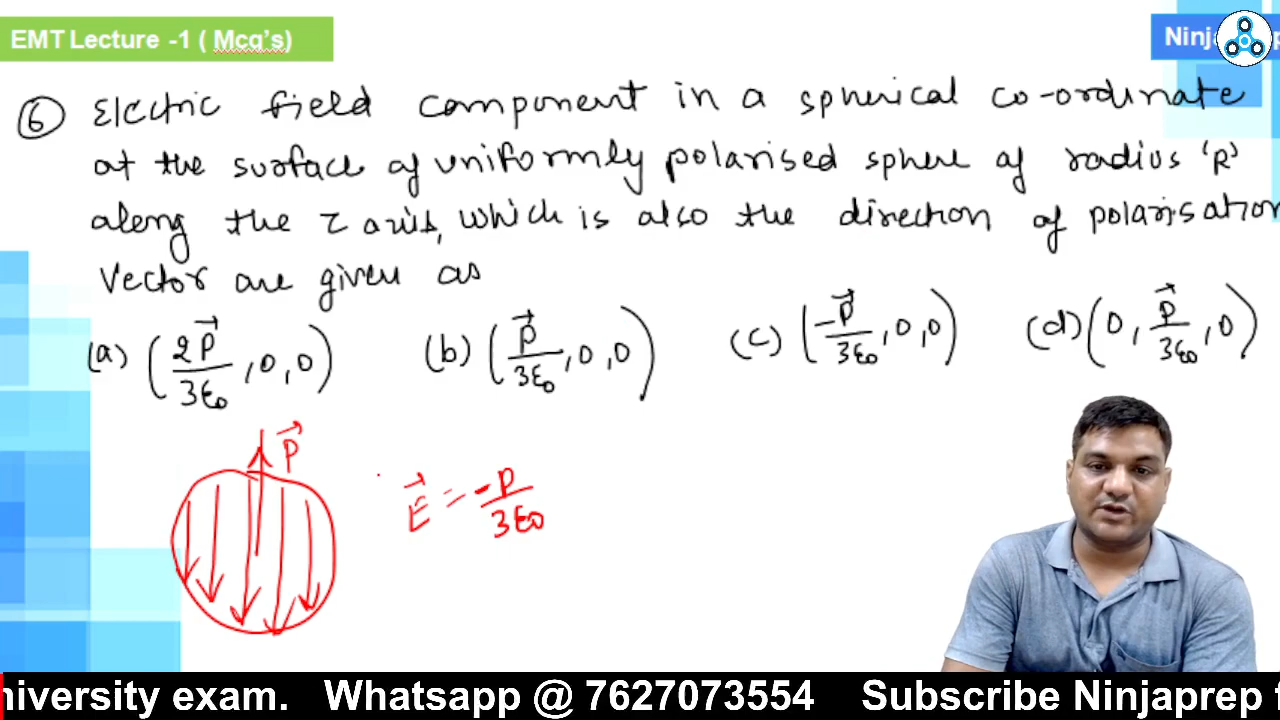 EMT Lecture -1 ( Mcq's)
Ninja
p
6 Electric field component in a spherical co-ordinate
at the surface of uniformly polarised sphere of radius 'R'
along the z axis, which is also the direction of polarisation
vector are given as
(a) (2P⃗/3ε₀, 0, 0) (b) (P⃗/3ε₀, 0, 0) (c) (-P⃗/3ε₀, 0, 0) (d) (0, P⃗/3ε₀, 0)
P⃗
E⃗ = -P/3ε₀
niversity exam. Whatsapp @ 7627073554 Subscribe Ninjaprep f